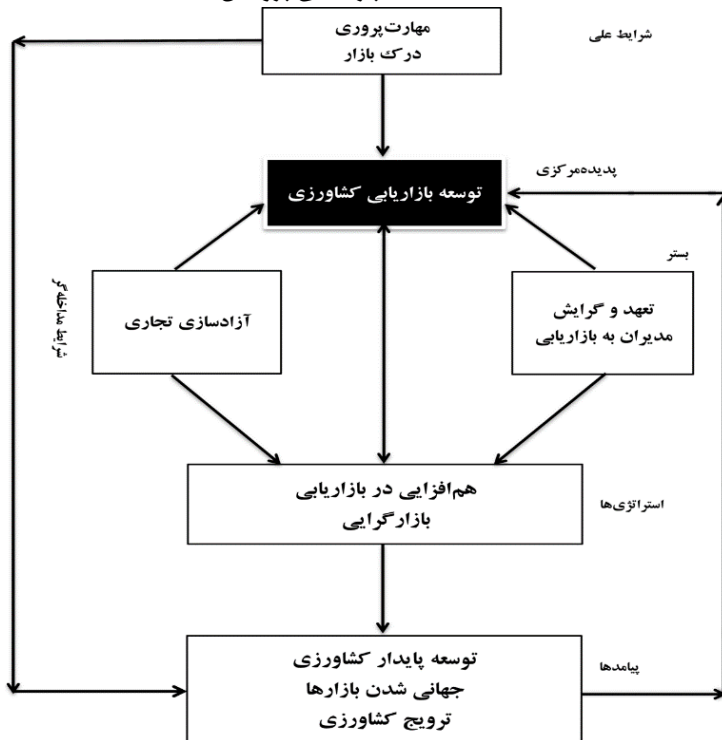 مهارت‌پروری
درک بازار
شرایط علی
پدیده‌مرکزی
توسعه بازاریابی کشاورزی
بستر
تعهد و گرایش
مدیران به بازاریابی
آزادسازی تجاری
شرایط مداخله‌گر
هم‌افزایی در بازاریابی
بازارگرایی
استراتژی‌ها
توسعه پایدار کشاورزی
جهانی شدن بازارها
ترویج کشاورزی
پیامدها